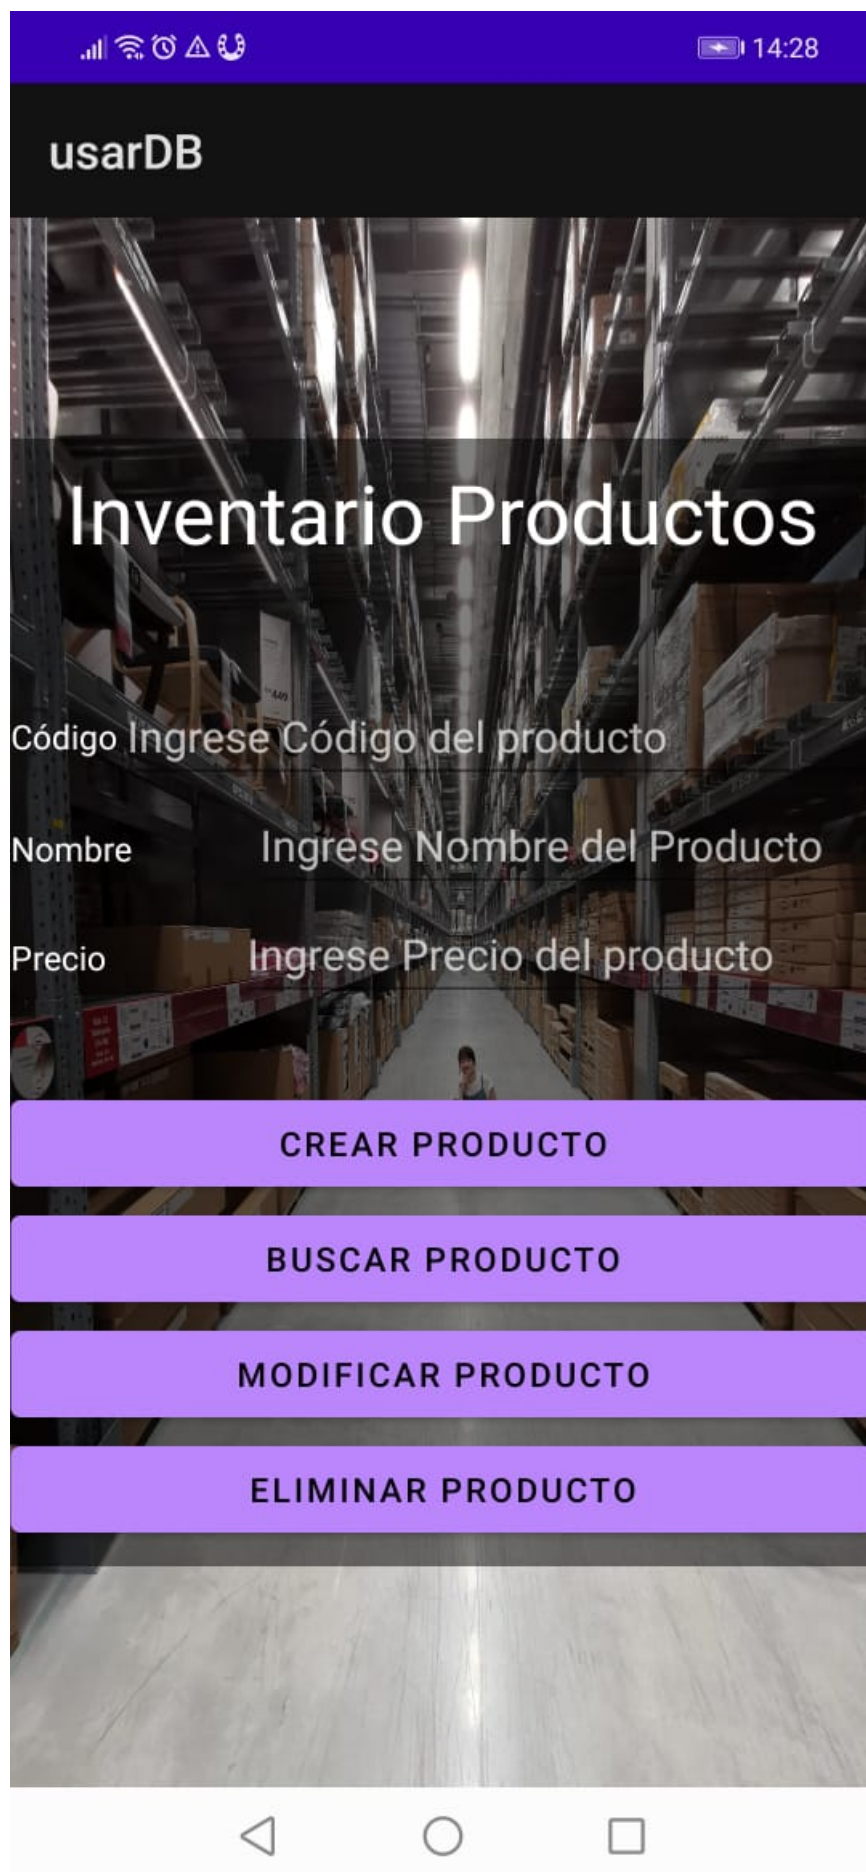 14:28
usarDB
Inventario Productos
Código Ingrese Código del producto
Nombre Ingrese Nombre del Producto
Precio Ingrese Precio del producto
CREAR PRODUCTO
BUSCAR PRODUCTO
MODIFICAR PRODUCTO
ELIMINAR PRODUCTO